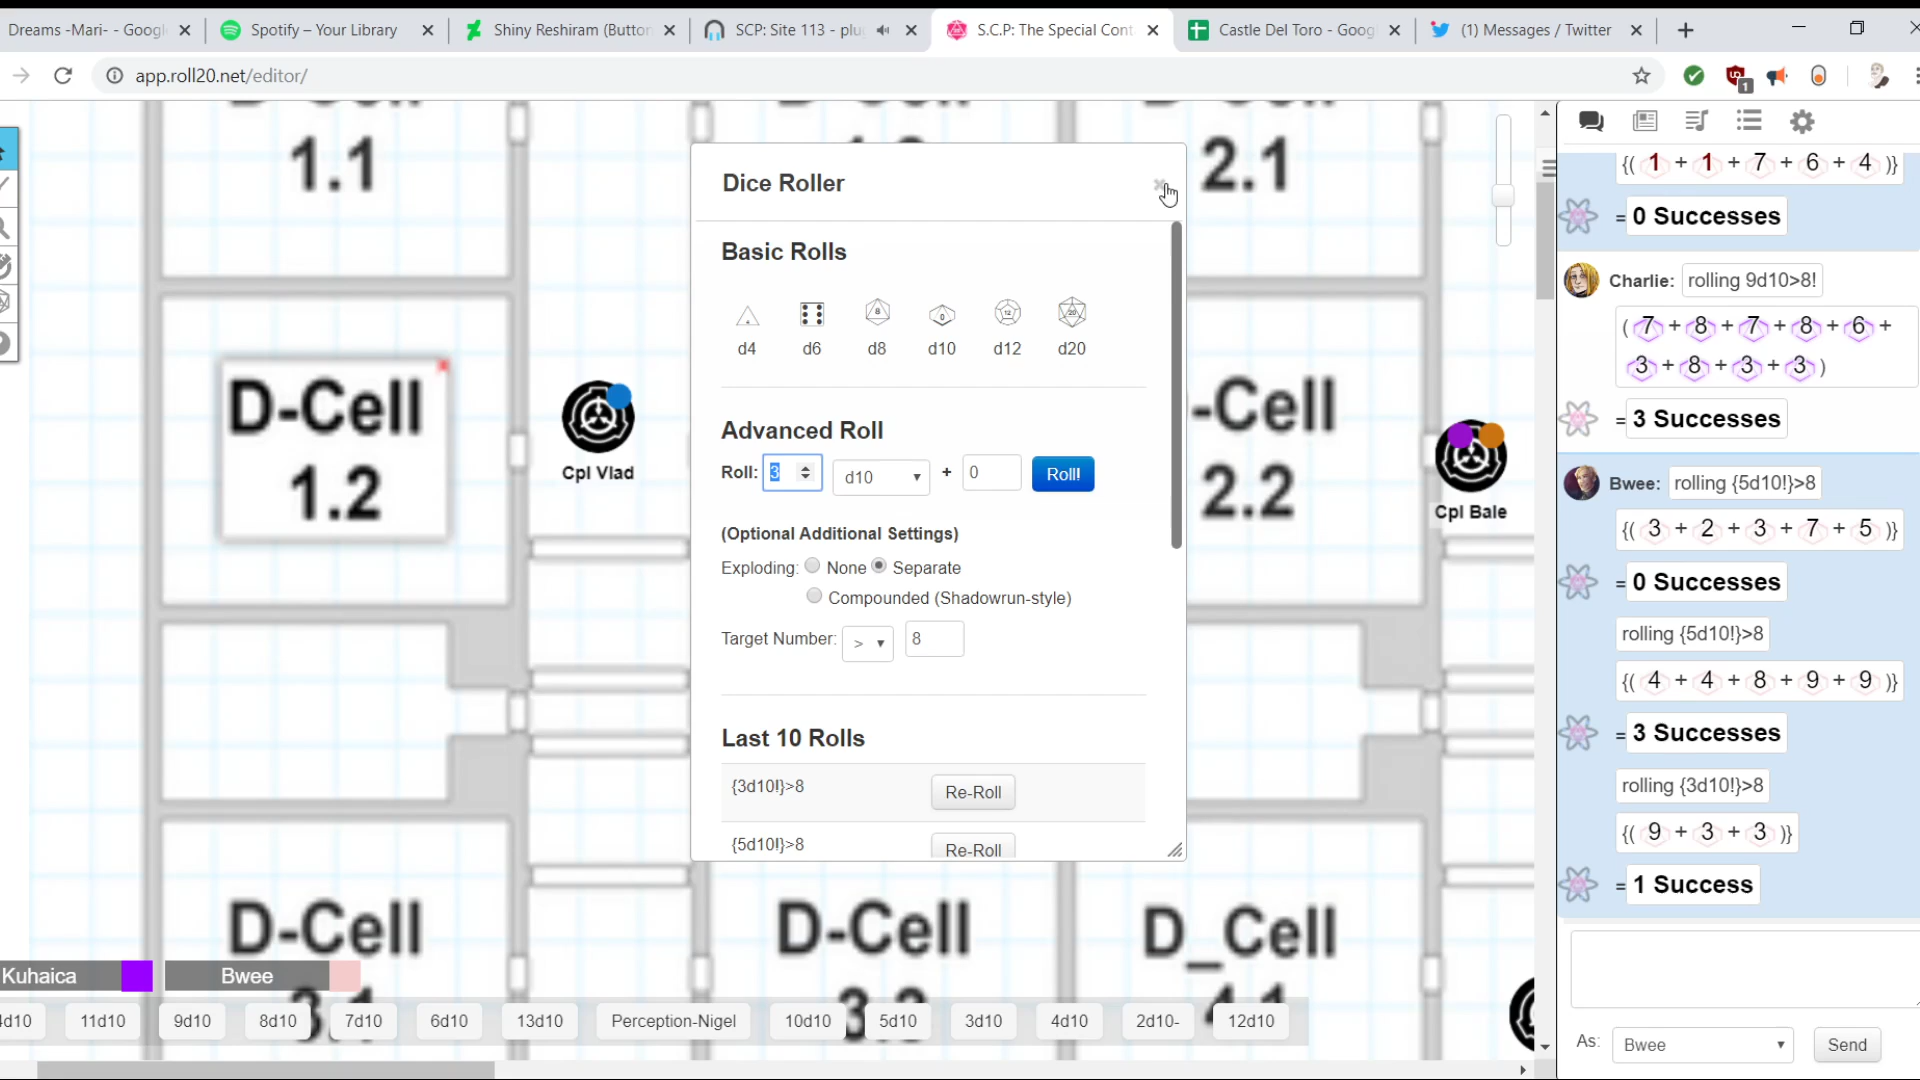 Dreams -Mari- - Googl
Spotify – Your Library
Shiny Reshiram (Button
SCP: Site 113 - plu
S.C.P: The Special Cont
Castle Del Toro - Goog
(1) Messages / Twitter
app.roll20.net/editor/
1
1.1
2.1
D-Cell
1.2
Cpl Vlad
-Cell
2.2
Cpl Bale
D-Cell
3.1
D-Cell
3.2
D_Cell
4.1
Dice Roller
Basic Rolls
d4
d6
d8
d10
d12
d20
Advanced Roll
Roll: 3 d10 + 0 Roll!
(Optional Additional Settings)
Exploding: None Separate
Compounded (Shadowrun-style)
Target Number: > 8
Last 10 Rolls
{3d10!}>8 Re-Roll
{5d10!}>8 Re-Roll
{( 1 + 1 + 7 + 6 + 4 )}
= 0 Successes
Charlie: rolling 9d10>8!
( 7 + 8 + 7 + 8 + 6 +
3 + 8 + 3 + 3 )
= 3 Successes
Bwee: rolling {5d10!}>8
{( 3 + 2 + 3 + 7 + 5 )}
= 0 Successes
rolling {5d10!}>8
{( 4 + 4 + 8 + 9 + 9 )}
= 3 Successes
rolling {3d10!}>8
{( 9 + 3 + 3 )}
= 1 Success
As: Bwee Send
Kuhaica
Bwee
4d10
11d10
9d10
8d10
7d10
6d10
13d10
Perception-Nigel
10d10
5d10
3d10
4d10
2d10-
12d10